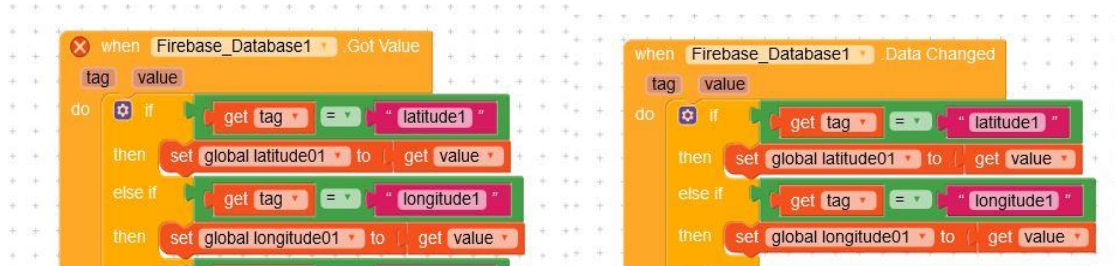 when Firebase_Database1 .Got Value
tag value
do if get tag = " latitude1 "
then set global latitude01 to get value
else if get tag = " longitude1 "
then set global longitude01 to get value
when Firebase_Database1 .Data Changed
tag value
do if get tag = " latitude1 "
then set global latitude01 to get value
else if get tag = " longitude1 "
then set global longitude01 to get value